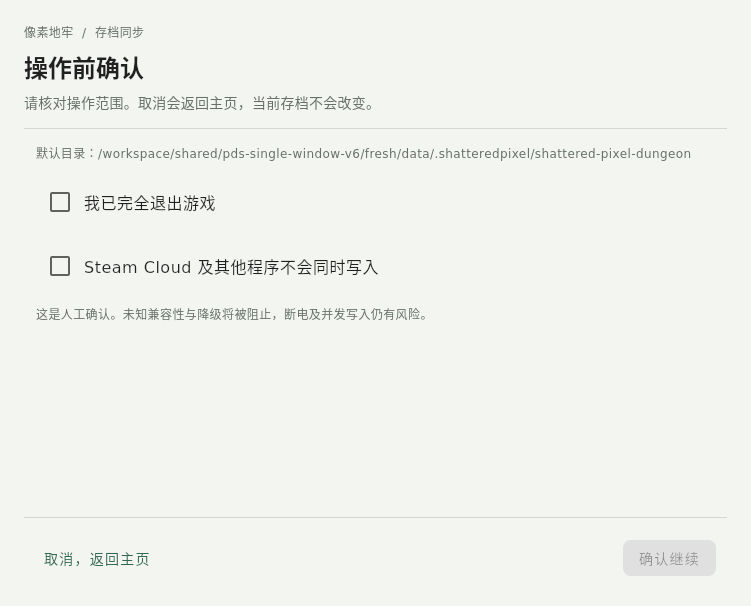 像素地牢 / 存档同步
操作前确认
请核对操作范围。取消会返回主页，当前存档不会改变。
默认目录：/workspace/shared/pds-single-window-v6/fresh/data/.shatteredpixel/shattered-pixel-dungeon
我已完全退出游戏
Steam Cloud 及其他程序不会同时写入
这是人工确认。未知兼容性与降级将被阻止，断电及并发写入仍有风险。
取消，返回主页
确认继续